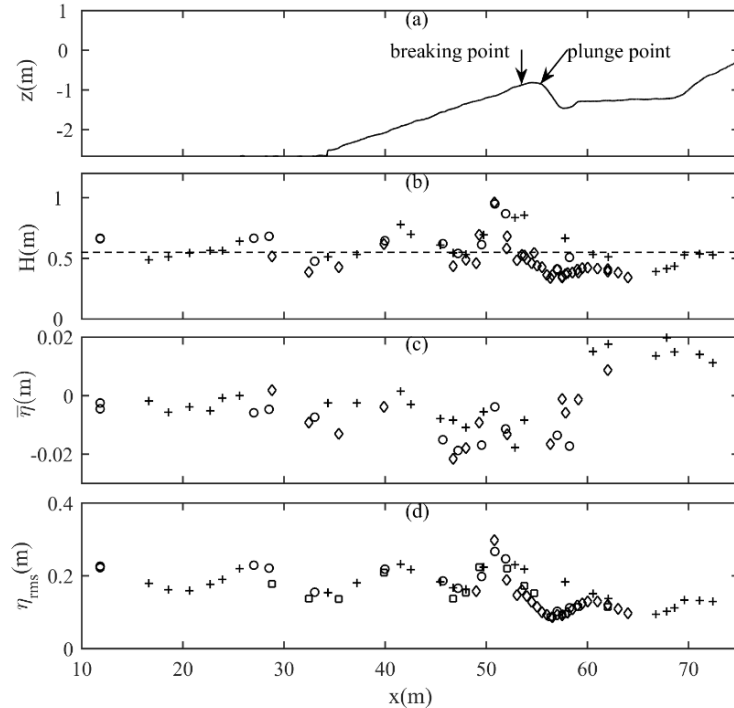 (a)
1
0
-1
-2
z(m)
breaking point
plunge point
(b)
1
0.5
0
H(m)
(c)
0.02
0
-0.02
η̅(m)
(d)
0.4
0.2
0
ηrms(m)
10 20 30 40 50 60 70
x(m)